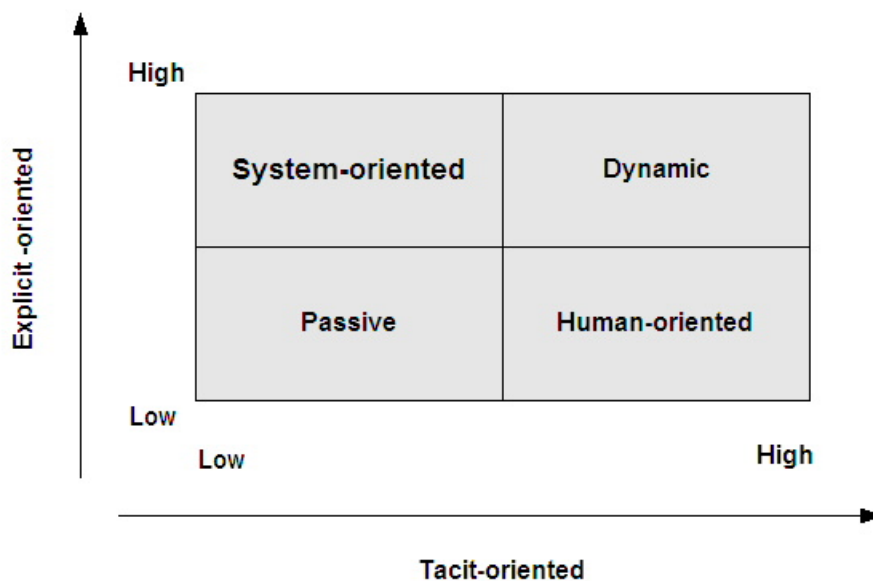 High
System-oriented
Dynamic
Explicit -oriented
Passive
Human-oriented
Low
Low
High
Tacit-oriented